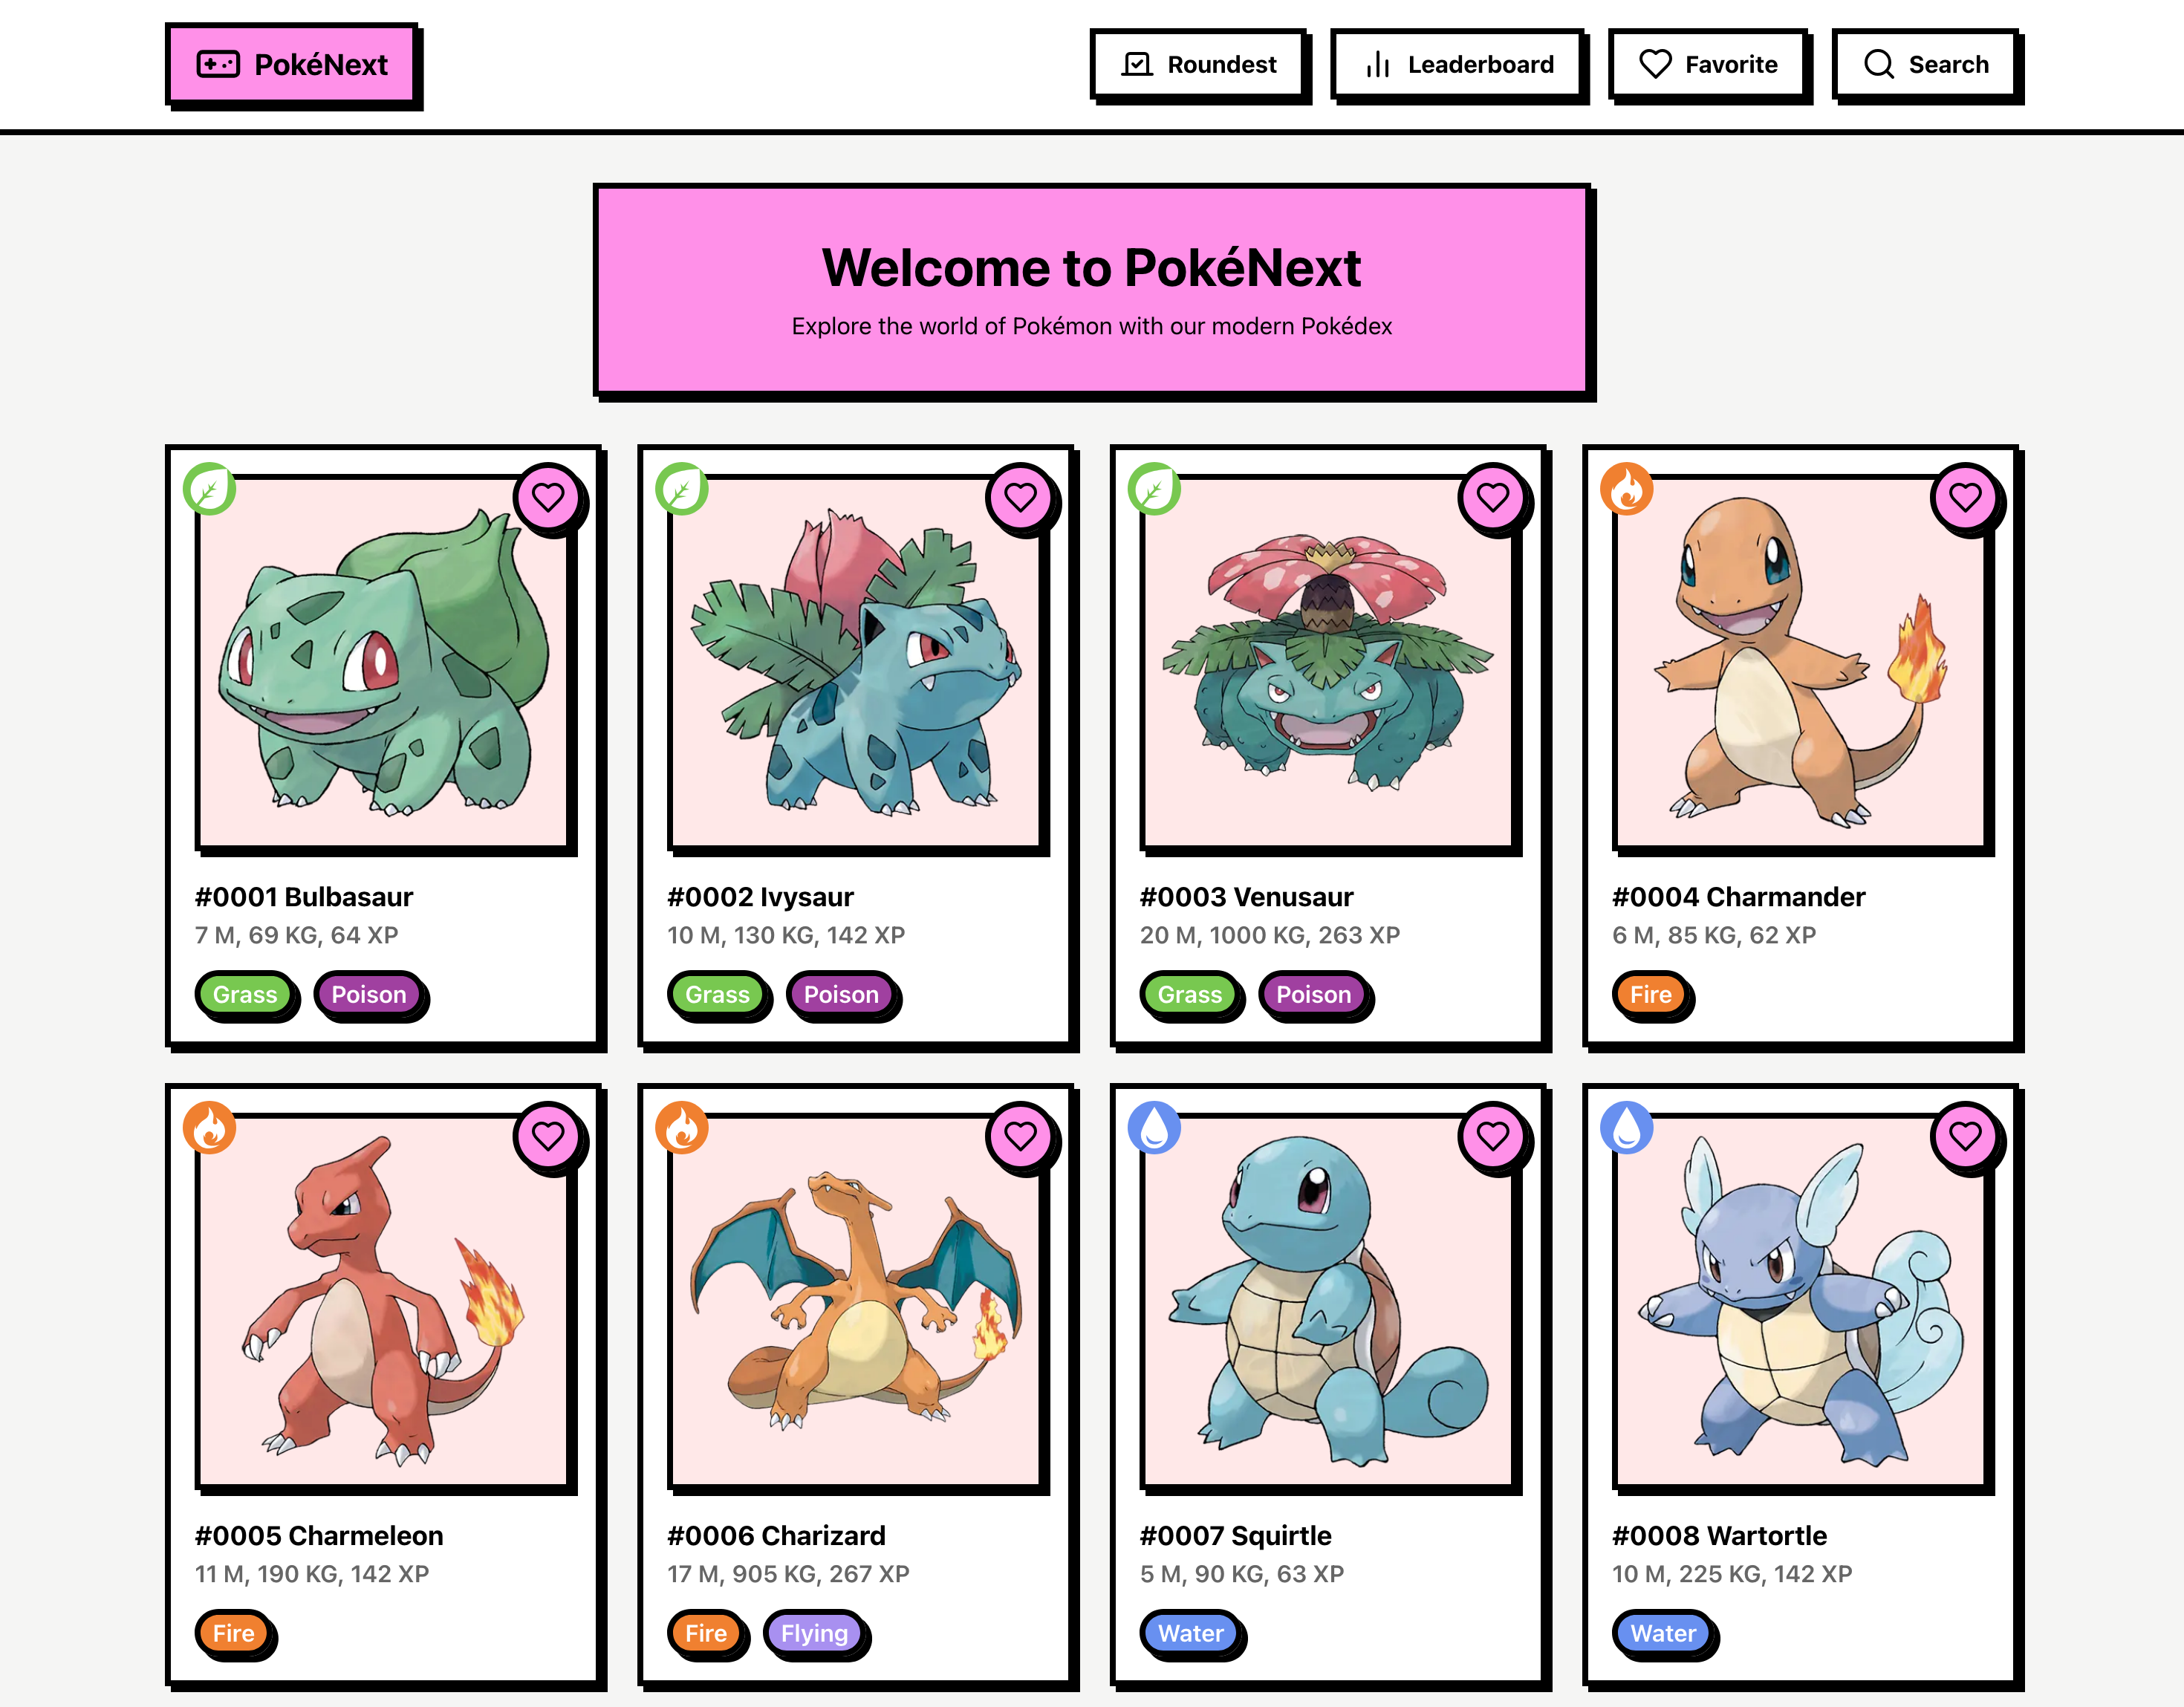 PokéNext
Roundest
Leaderboard
Favorite
Search
Welcome to PokéNext
Explore the world of Pokémon with our modern Pokédex
#0001 Bulbasaur
7 M, 69 KG, 64 XP
Grass Poison
#0002 Ivysaur
10 M, 130 KG, 142 XP
Grass Poison
#0003 Venusaur
20 M, 1000 KG, 263 XP
Grass Poison
#0004 Charmander
6 M, 85 KG, 62 XP
Fire
#0005 Charmeleon
11 M, 190 KG, 142 XP
Fire
#0006 Charizard
17 M, 905 KG, 267 XP
Fire Flying
#0007 Squirtle
5 M, 90 KG, 63 XP
Water
#0008 Wartortle
10 M, 225 KG, 142 XP
Water